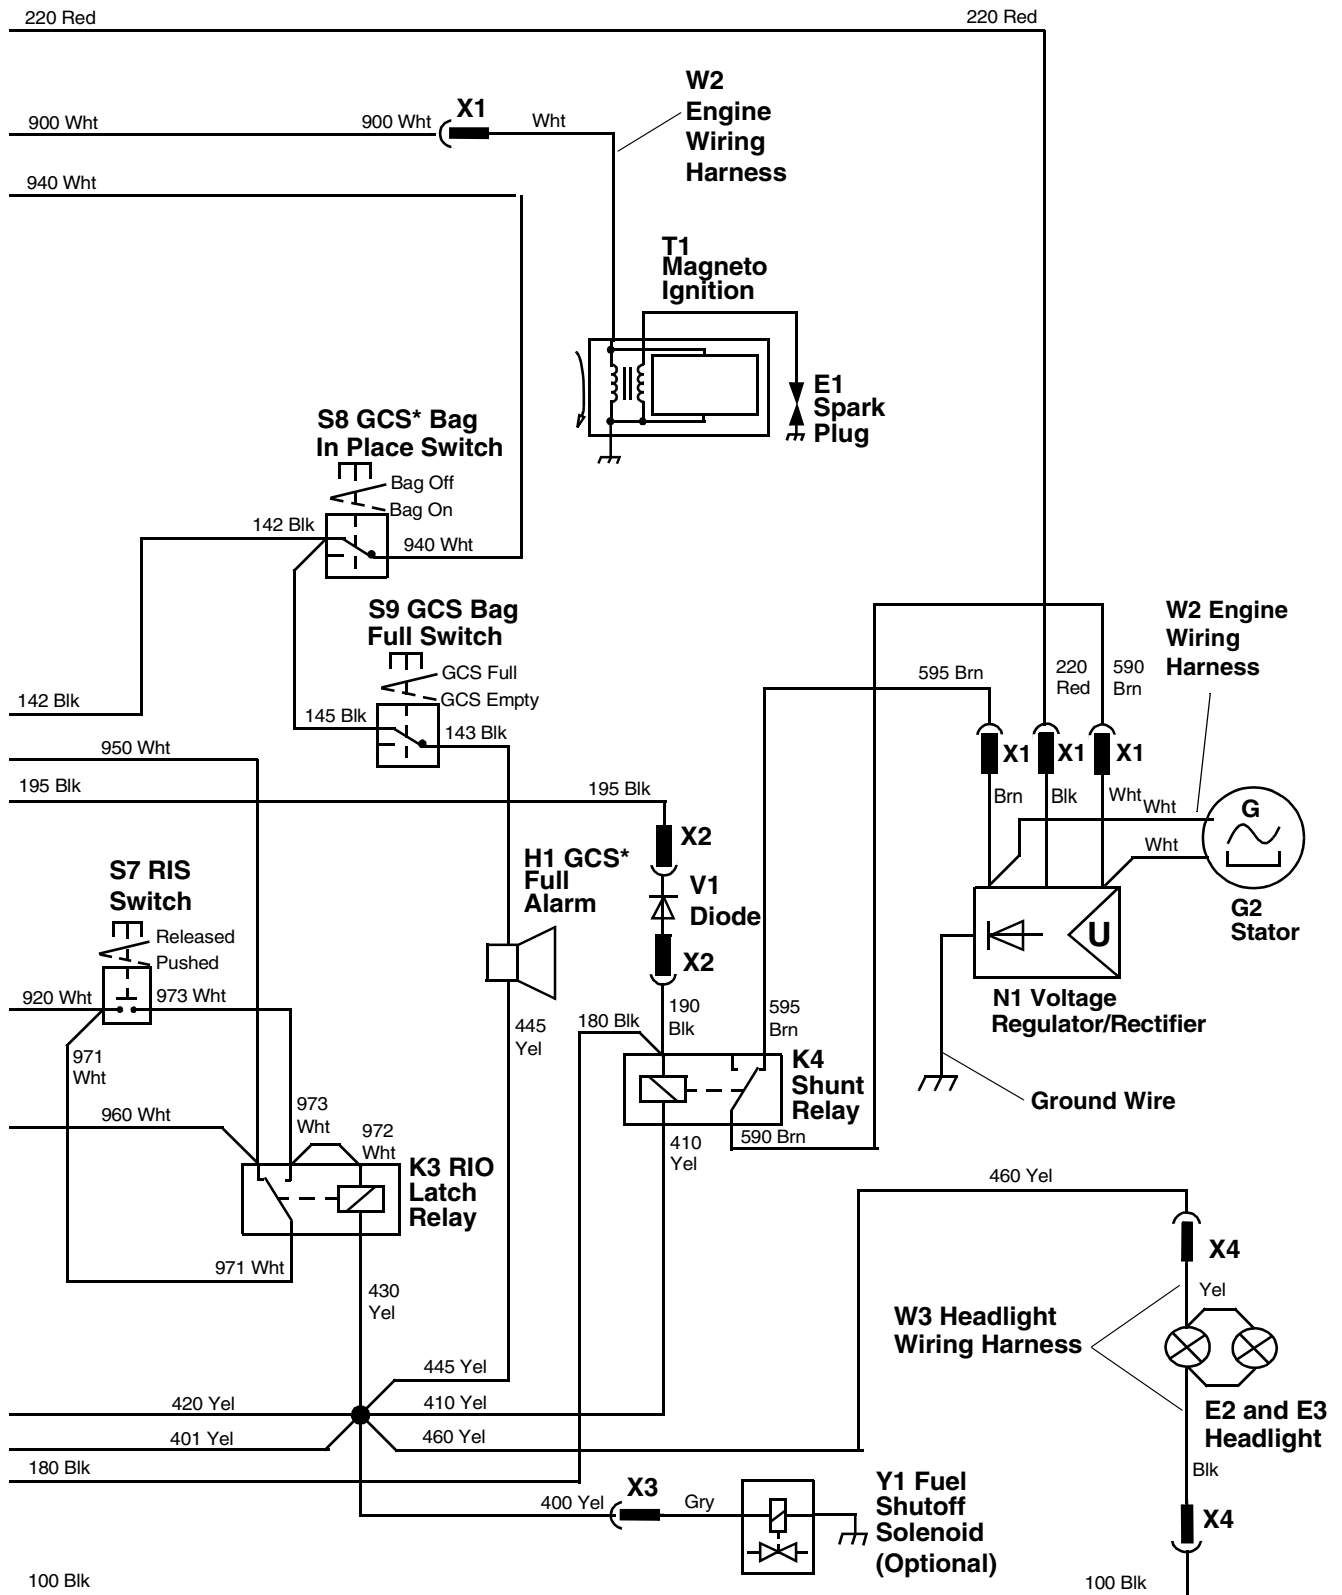 220 Red
220 Red
W2
Engine
Wiring
Harness
X1
900 Wht
900 Wht
Wht
940 Wht
T1
Magneto
Ignition
E1
Spark
Plug
S8 GCS* Bag
In Place Switch
Bag Off
Bag On
142 Blk
940 Wht
S9 GCS Bag
Full Switch
GCS Full
GCS Empty
142 Blk
145 Blk
143 Blk
W2 Engine
Wiring
Harness
595 Brn
220
Red
590
Brn
950 Wht
X1
X1
X1
195 Blk
195 Blk
Brn
Blk
Wht
Wht
Wht
G
G2
Stator
X2
V1
Diode
X2
H1 GCS*
Full
Alarm
S7 RIS
Switch
Released
Pushed
920 Wht
973 Wht
971
Wht
U
N1 Voltage
Regulator/Rectifier
Ground Wire
445
Yel
180 Blk
190
Blk
595
Brn
K4
Shunt
Relay
590 Brn
410
Yel
960 Wht
973
Wht
972
Wht
K3 RIO
Latch
Relay
971 Wht
430
Yel
460 Yel
X4
Yel
W3 Headlight
Wiring Harness
E2 and E3
Headlight
Blk
X4
445 Yel
420 Yel
410 Yel
401 Yel
460 Yel
180 Blk
X3
400 Yel
Gry
Y1 Fuel
Shutoff
Solenoid
(Optional)
100 Blk
100 Blk